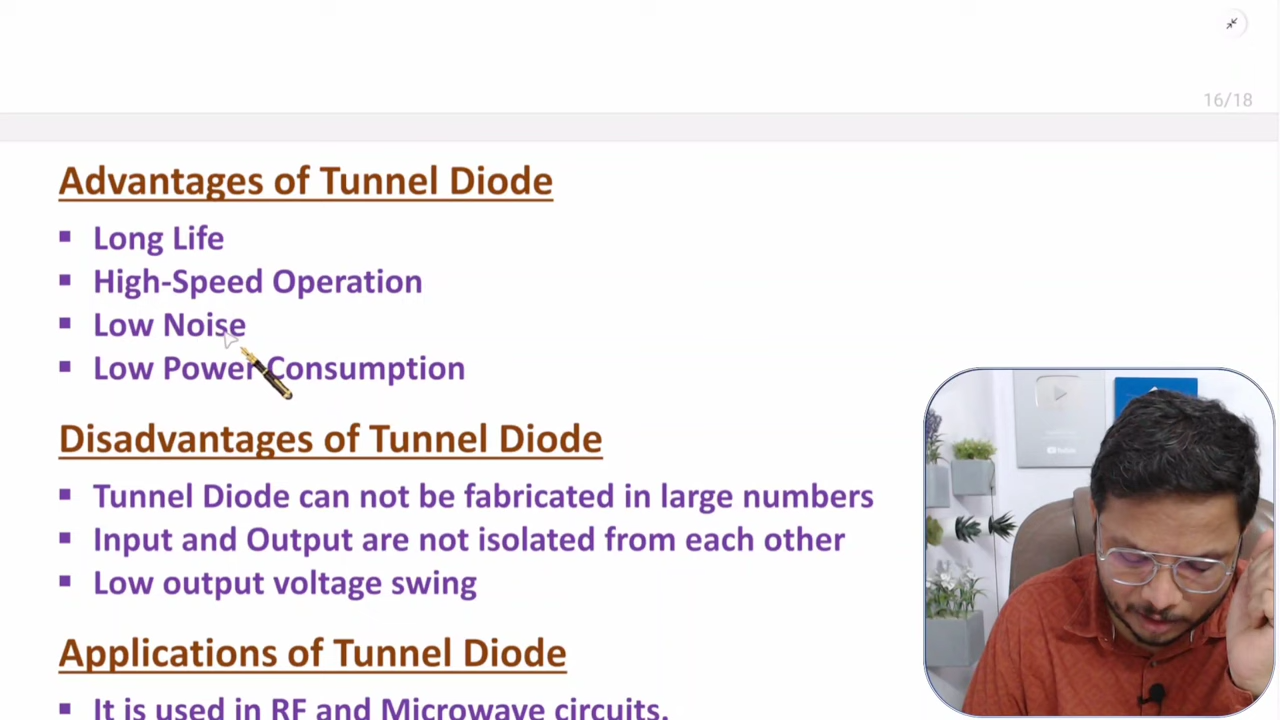 16/18
Advantages of Tunnel Diode
▪ Long Life
▪ High-Speed Operation
▪ Low Noise
▪ Low Power Consumption
Disadvantages of Tunnel Diode
▪ Tunnel Diode can not be fabricated in large numbers
▪ Input and Output are not isolated from each other
▪ Low output voltage swing
Applications of Tunnel Diode
▪ It is used in RF and Microwave circuits.
YouTube